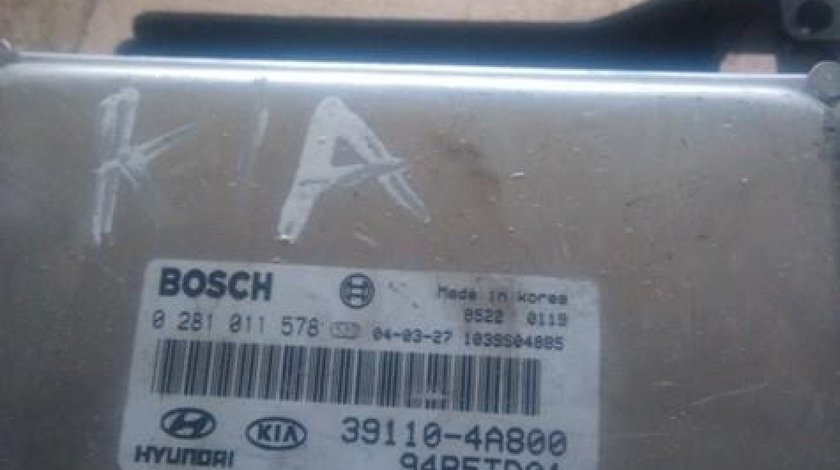 KIA
BOSCH
Made in Korea
0522 0119
0 281 011 578
04-03-27 1039S04885
HYUNDAI KIA 39110-4A800